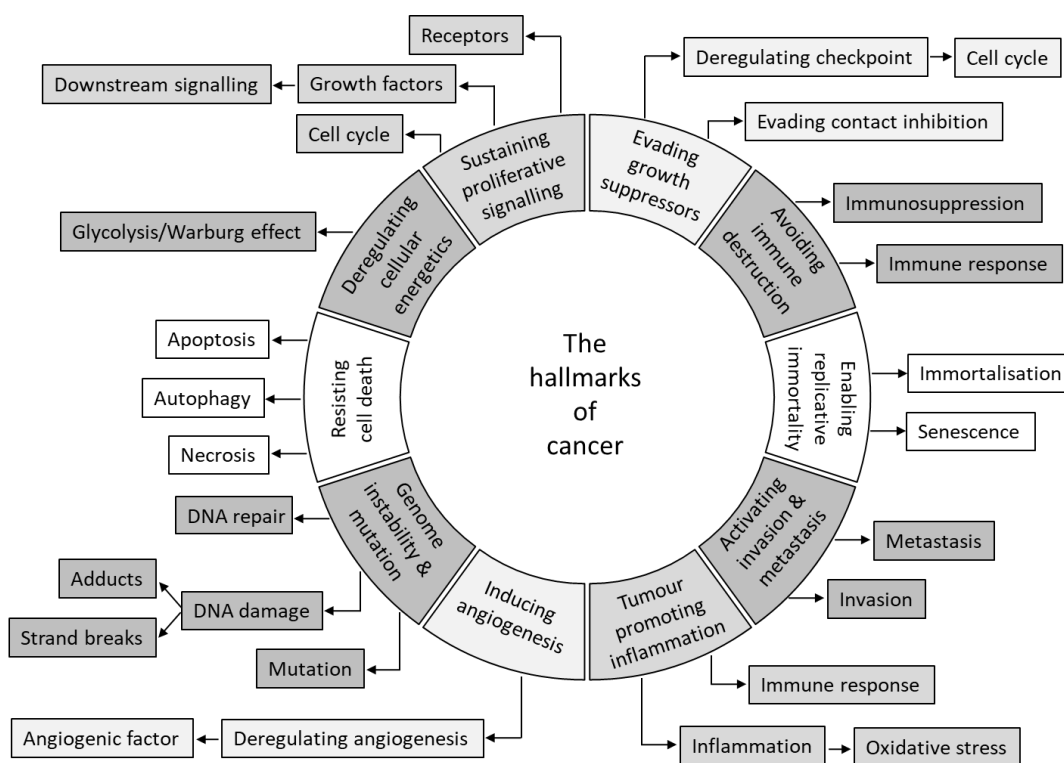 Receptors
Deregulating checkpoint
Cell cycle
Downstream signalling
Growth factors
Evading contact inhibition
Cell cycle
Sustaining
proliferative
signalling
Evading
growth
suppressors
Immunosuppression
Glycolysis/Warburg effect
Deregulating
cellular
energetics
Avoiding
immune
destruction
Immune response
Apoptosis
Autophagy
Necrosis
Resisting
cell death
The
hallmarks
of
cancer
Enabling
replicative
immortality
Immortalisation
Senescence
DNA repair
Genome
instability &
mutation
Activating
invasion &
metastasis
Metastasis
Adducts
DNA damage
Strand breaks
Invasion
Inducing
angiogenesis
Tumour
promoting
inflammation
Mutation
Immune response
Angiogenic factor
Deregulating angiogenesis
Inflammation
Oxidative stress